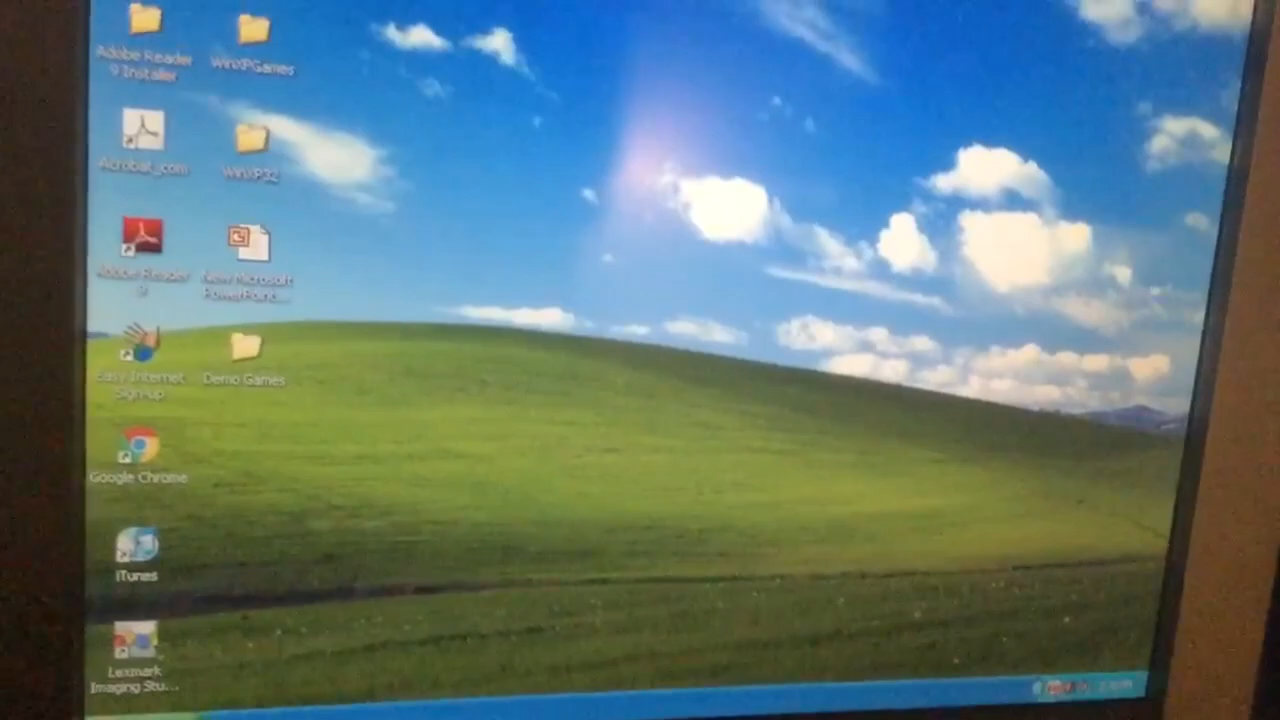 Adobe Reader
9 Installer
WinXPGames
Acrobat_com
WinXP32
Adobe Reader
9
New Microsoft
PowerPoint...
Easy Internet
Sign-up
Demo Games
Google Chrome
iTunes
Lexmark
Imaging Stu...